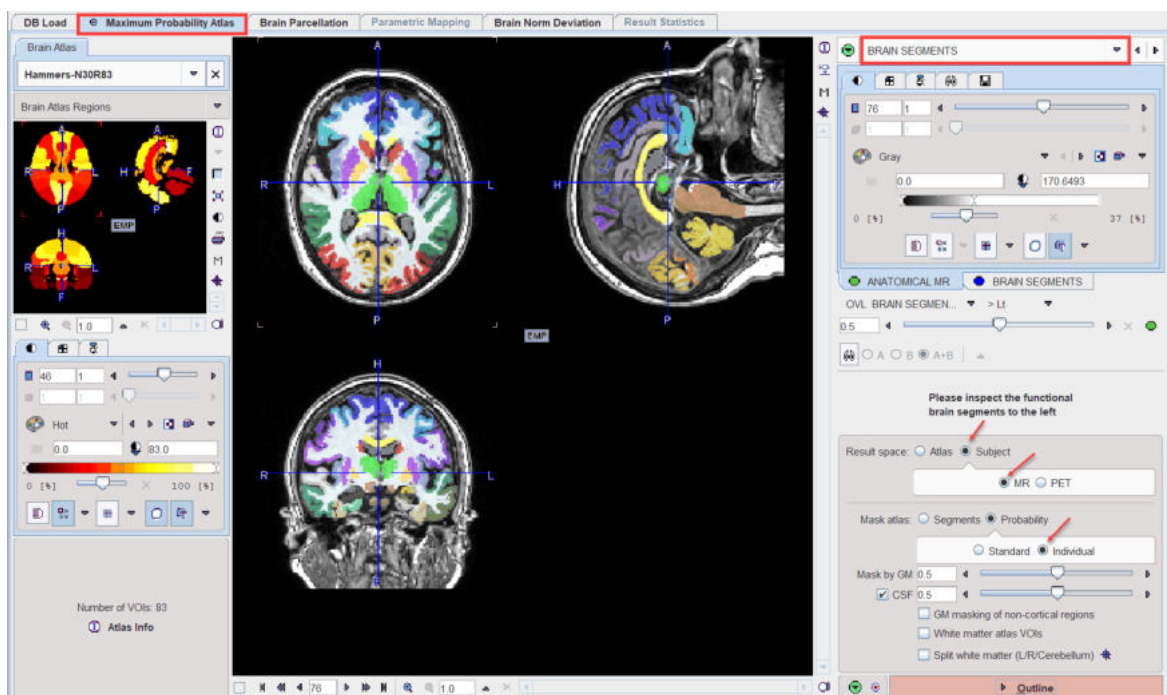 DB Load
Maximum Probability Atlas
Brain Parcellation
Parametric Mapping
Brain Norm Deviation
Result Statistics
Brain Atlas
Hammers-N30R83
Brain Atlas Regions
A
A
R
L
H
F
P
P
EMP
H
R
L
F
1.0
46
1
1
1
Hot
0.0
83.0
0 [%]
100 [%]
Number of VOIs: 83
Atlas Info
A
R
L
P
A
H
P
EMP
H
R
L
76
1.0
M
M
BRAIN SEGMENTS
76
1
1
1
Gray
0.0
170.6493
0 [%]
37 [%]
ANATOMICAL MR
BRAIN SEGMENTS
OVL BRAIN SEGMEN...
> Lt
0.5
A
B
A+B
Please inspect the functional
brain segments to the left
Result space: Atlas Subject
MR PET
Mask atlas: Segments Probability
Standard Individual
Mask by GM 0.5
CSF 0.5
GM masking of non-cortical regions
White matter atlas VOIs
Split white matter (L/R/Cerebellum)
Outline